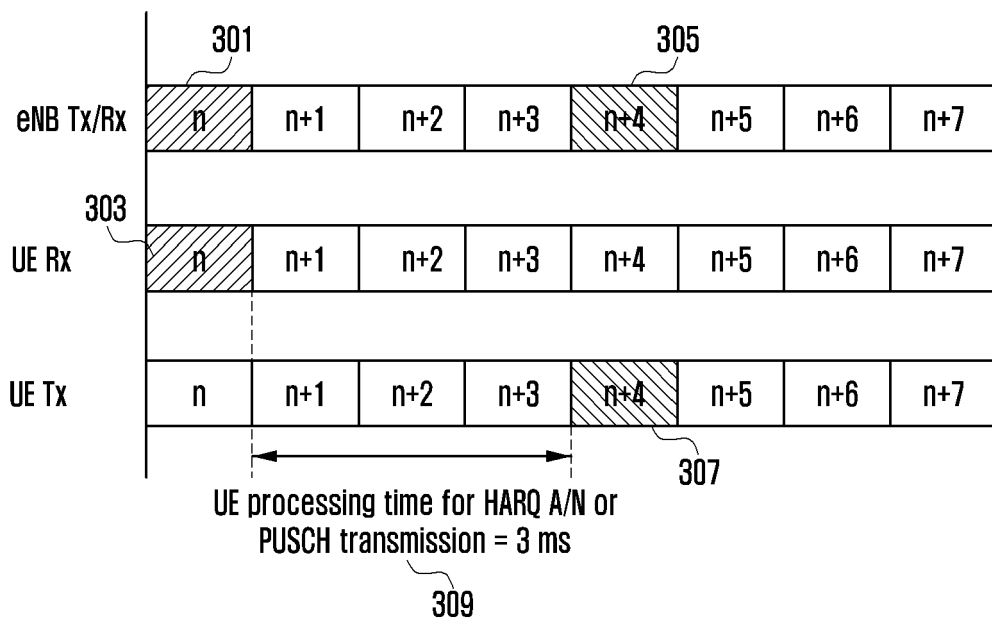 301
305
eNB Tx/Rx n n+1 n+2 n+3 n+4 n+5 n+6 n+7
303
UE Rx n n+1 n+2 n+3 n+4 n+5 n+6 n+7
UE Tx n n+1 n+2 n+3 n+4 n+5 n+6 n+7
307
UE processing time for HARQ A/N or
PUSCH transmission = 3 ms
309